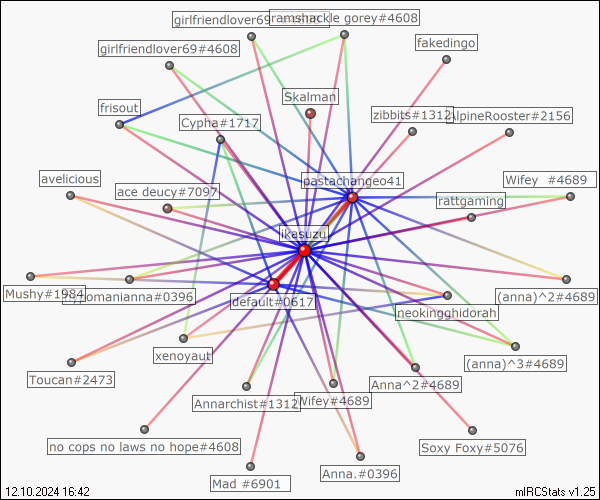 girlfriendlover69
ramshackle gorey#4608
fakedingo
girlfriendlover69#4608
Skalman
frisout
Cypha#1717
zibbits#1312
AlpineRooster#2156
avelicious
pastachangeo41
Wifey #4689
ace deucy#7097
rattgaming
ikasuzu
Mushy#1984
default#0617
(anna)^2#4689
neokingghidorah
xenoyaut
(anna)^3#4689
Toucan#2473
Anna^2#4689
Annarchist#1312
Wifey#4689
no cops no laws no hope#4608
Soxy Foxy#5076
Mad #6901
Anna.#0396
12.10.2024 16:42
mIRCStats v1.25